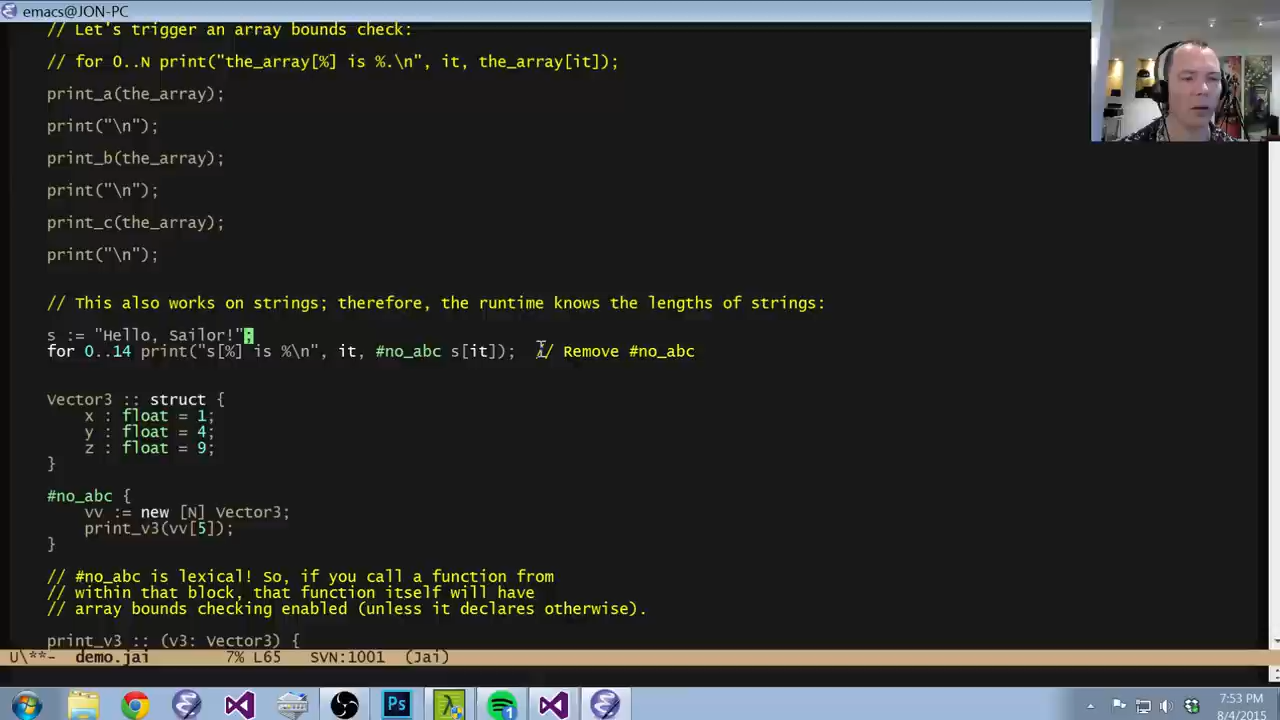 emacs@JON-PC
// Let's trigger an array bounds check:
// for 0..N print("the_array[%] is %.\n", it, the_array[it]);
print_a(the_array);
print("\n");
print_b(the_array);
print("\n");
print_c(the_array);
print("\n");
// This also works on strings; therefore, the runtime knows the lengths of strings:
s := "Hello, Sailor!";
for 0..14 print("s[%] is %\n", it, #no_abc s[it]);  // Remove #no_abc
Vector3 :: struct {
    x : float = 1;
    y : float = 4;
    z : float = 9;
}
#no_abc {
    vv := new [N] Vector3;
    print_v3(vv[5]);
}
// #no_abc is lexical! So, if you call a function from
// within that block, that function itself will have
// array bounds checking enabled (unless it declares otherwise).
print_v3 :: (v3: Vector3) {
U\**-  demo.jai        7% L65   SVN:1001  (Jai)
Ps
1
7:53 PM
8/4/2015